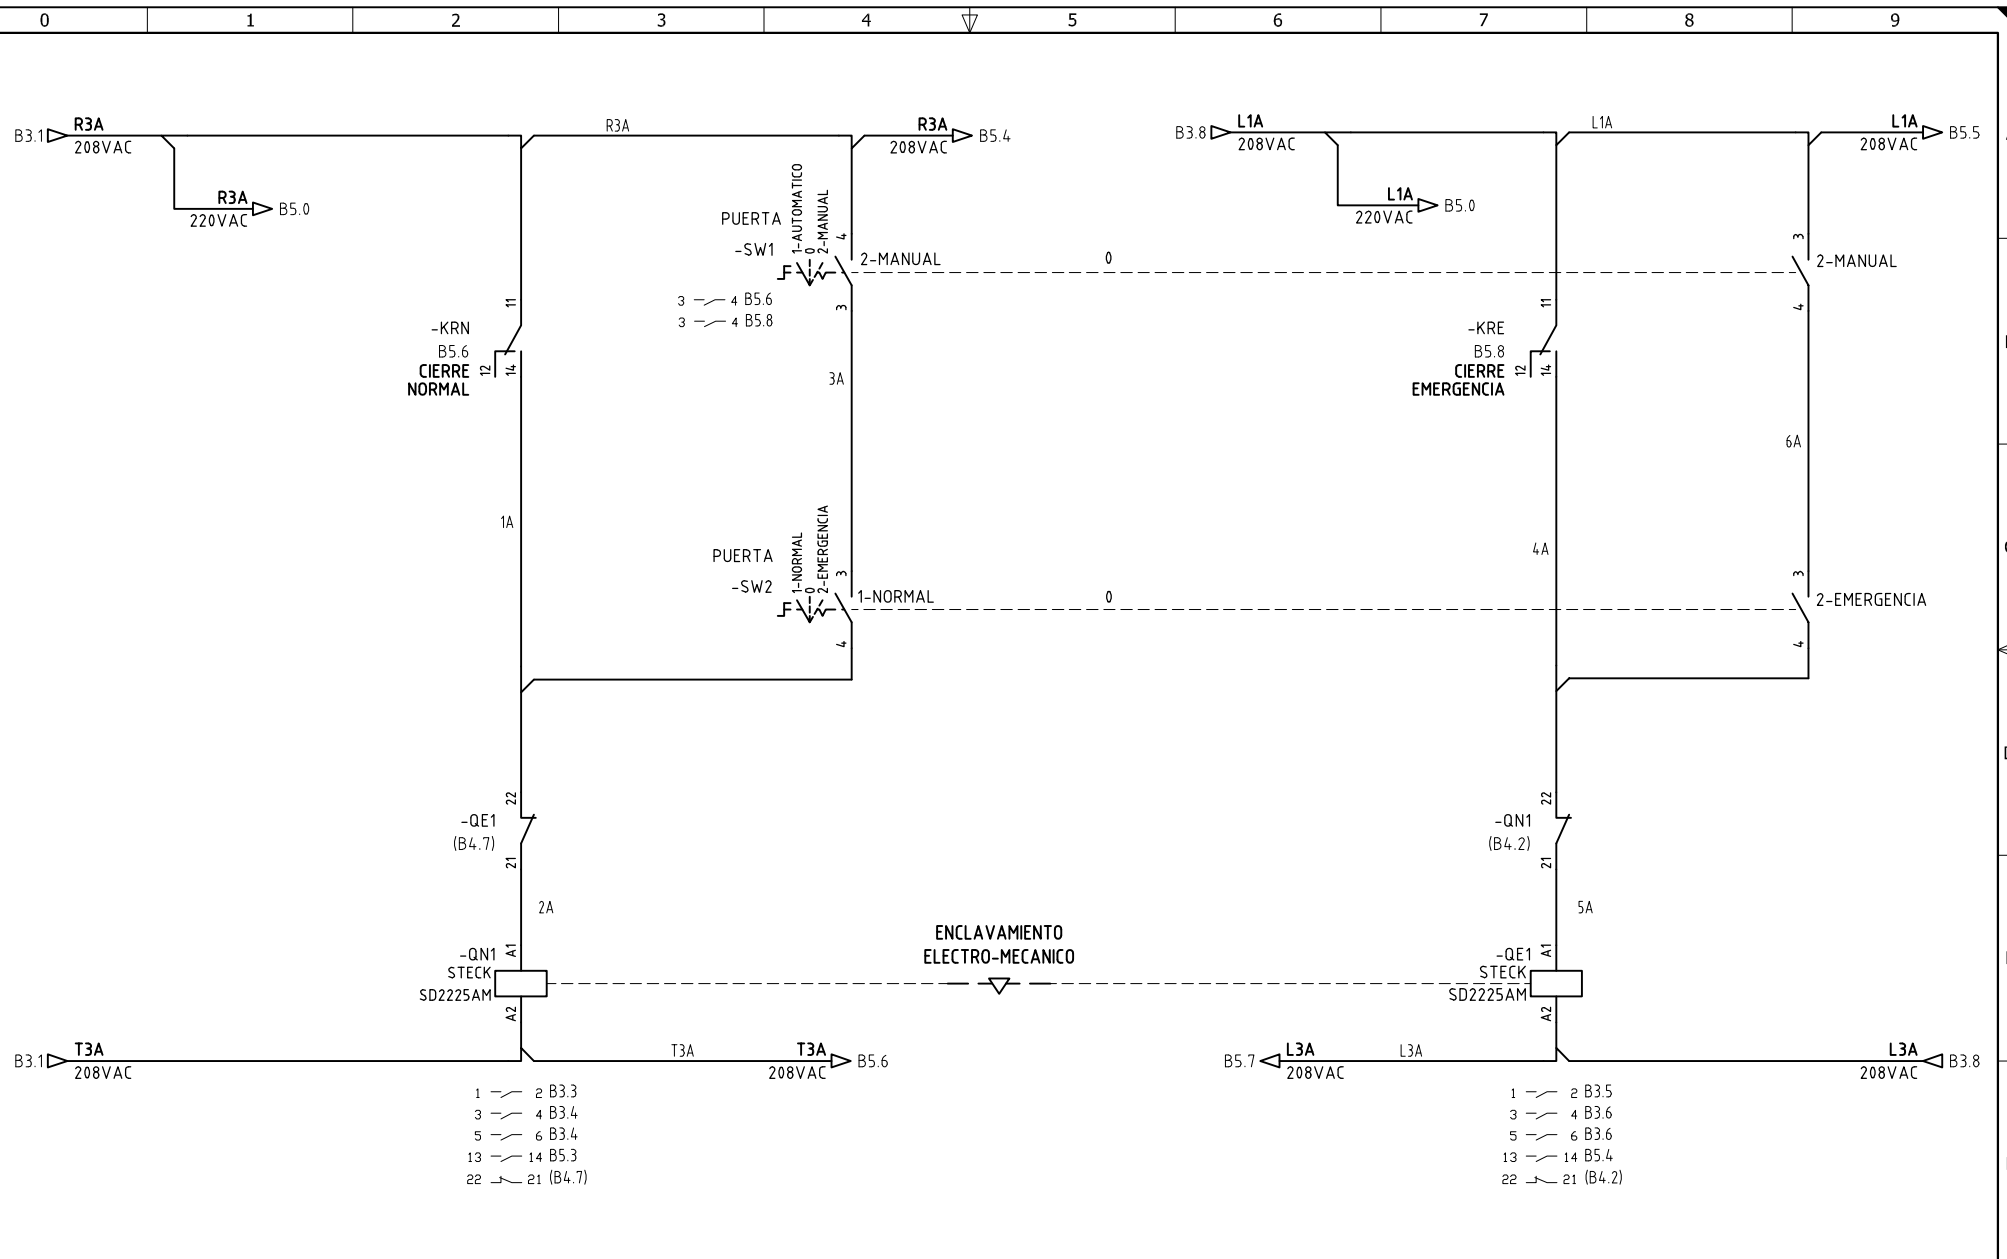 0 1 2 3 4 5 6 7 8 9
B3.1 R3A 208VAC
R3A
R3A 208VAC B5.4
B3.8 L1A 208VAC
L1A
L1A 208VAC B5.5
R3A 220VAC B5.0
L1A 220VAC B5.0
PUERTA
-SW1
1-AUTOMATICO
0
2-MANUAL
4
2-MANUAL
3
0
3 4 B5.6
3 4 B5.8
3
2-MANUAL
4
11
-KRN
B5.6
CIERRE
NORMAL
12
14
11
-KRE
B5.8
CIERRE
EMERGENCIA
12
14
3A
6A
1A
4A
PUERTA
-SW2
1-NORMAL
0
2-EMERGENCIA
3
1-NORMAL
4
0
3
2-EMERGENCIA
4
22
-QE1
(B4.7)
21
22
-QN1
(B4.2)
21
2A
5A
ENCLAVAMIENTO
ELECTRO-MECANICO
-QN1
STECK
SD2225AM
A1
A2
-QE1
STECK
SD2225AM
A1
A2
B3.1 T3A 208VAC
T3A
T3A 208VAC B5.6
B5.7 L3A 208VAC
L3A
L3A 208VAC B3.8
1 2 B3.3
3 4 B3.4
5 6 B3.4
13 14 B5.3
22 21 (B4.7)
1 2 B3.5
3 4 B3.6
5 6 B3.6
13 14 B5.4
22 21 (B4.2)